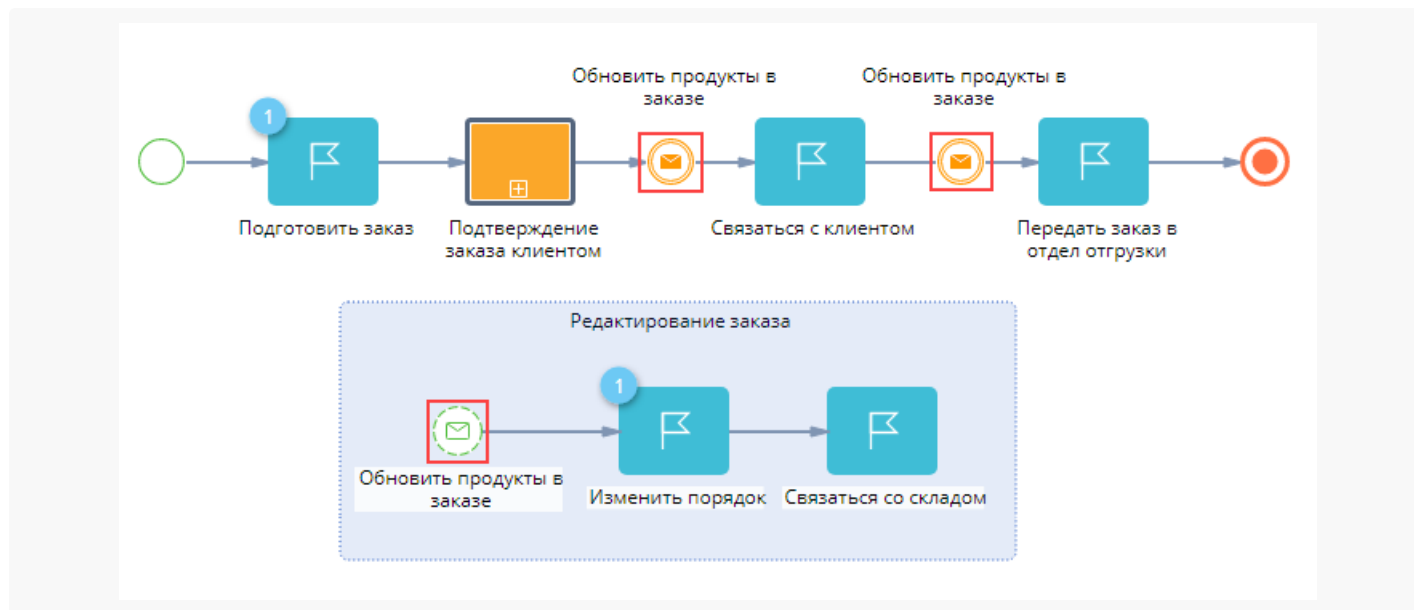 Обновить продукты в
заказе
Обновить продукты в
заказе
1
Подготовить заказ
Подтверждение
заказа клиентом
Связаться с клиентом
Передать заказ в
отдел отгрузки
Редактирование заказа
1
Обновить продукты в
заказе
Изменить порядок
Связаться со складом